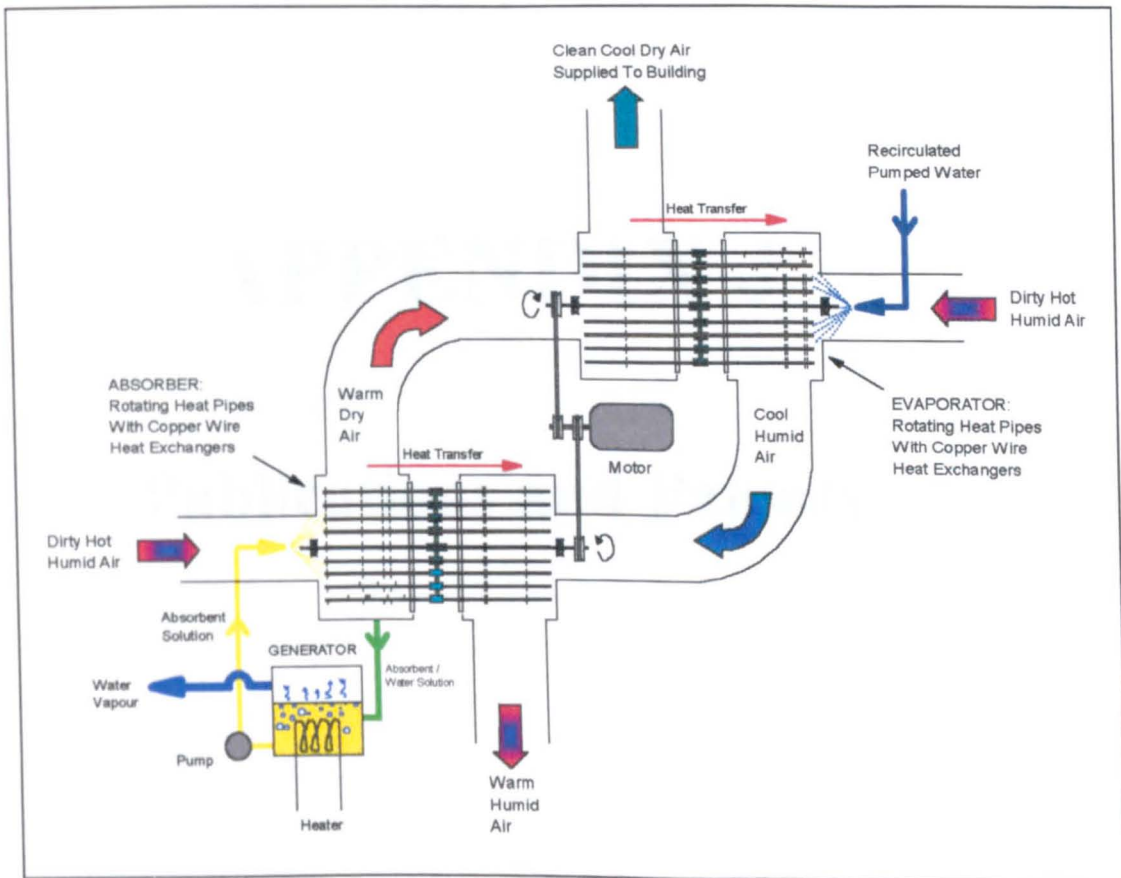 Clean Cool Dry Air
Supplied To Building
Recirculated
Pumped Water
Heat Transfer
Dirty Hot
Humid Air
ABSORBER:
Rotating Heat Pipes
With Copper Wire
Heat Exchangers
Warm
Dry
Air
Cool
Humid
Air
EVAPORATOR:
Rotating Heat Pipes
With Copper Wire
Heat Exchangers
Motor
Heat Transfer
Dirty Hot
Humid Air
Absorbent
Solution
GENERATOR
Absorbent /
Water Solution
Water
Vapour
Pump
Heater
Warm
Humid
Air